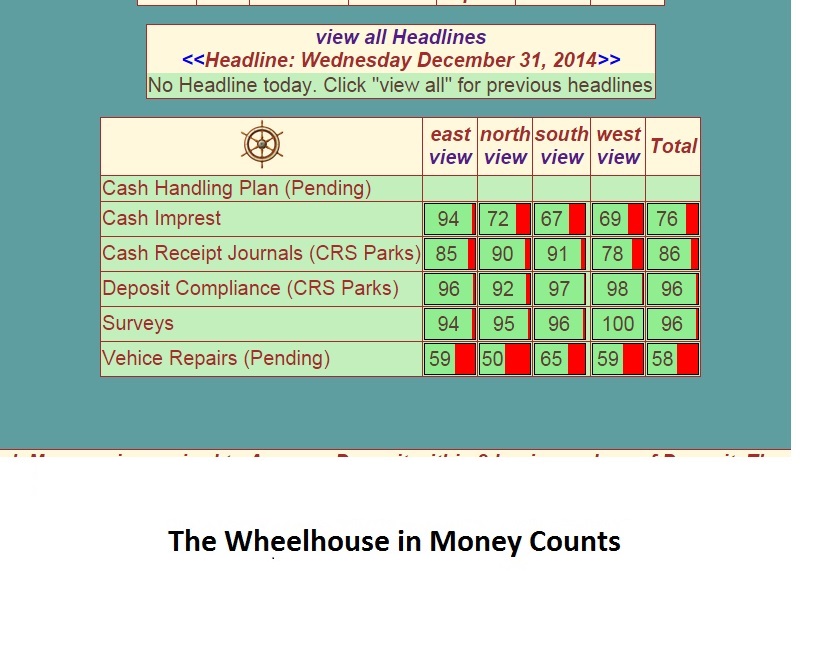 view all Headlines
<<Headline: Wednesday December 31, 2014>>
No Headline today. Click "view all" for previous headlines
east view north view south view west view Total
Cash Handling Plan (Pending)
Cash Imprest 94 72 67 69 76
Cash Receipt Journals (CRS Parks) 85 90 91 78 86
Deposit Compliance (CRS Parks) 96 92 97 98 96
Surveys 94 95 96 100 96
Vehice Repairs (Pending) 59 50 65 59 58
The Wheelhouse in Money Counts